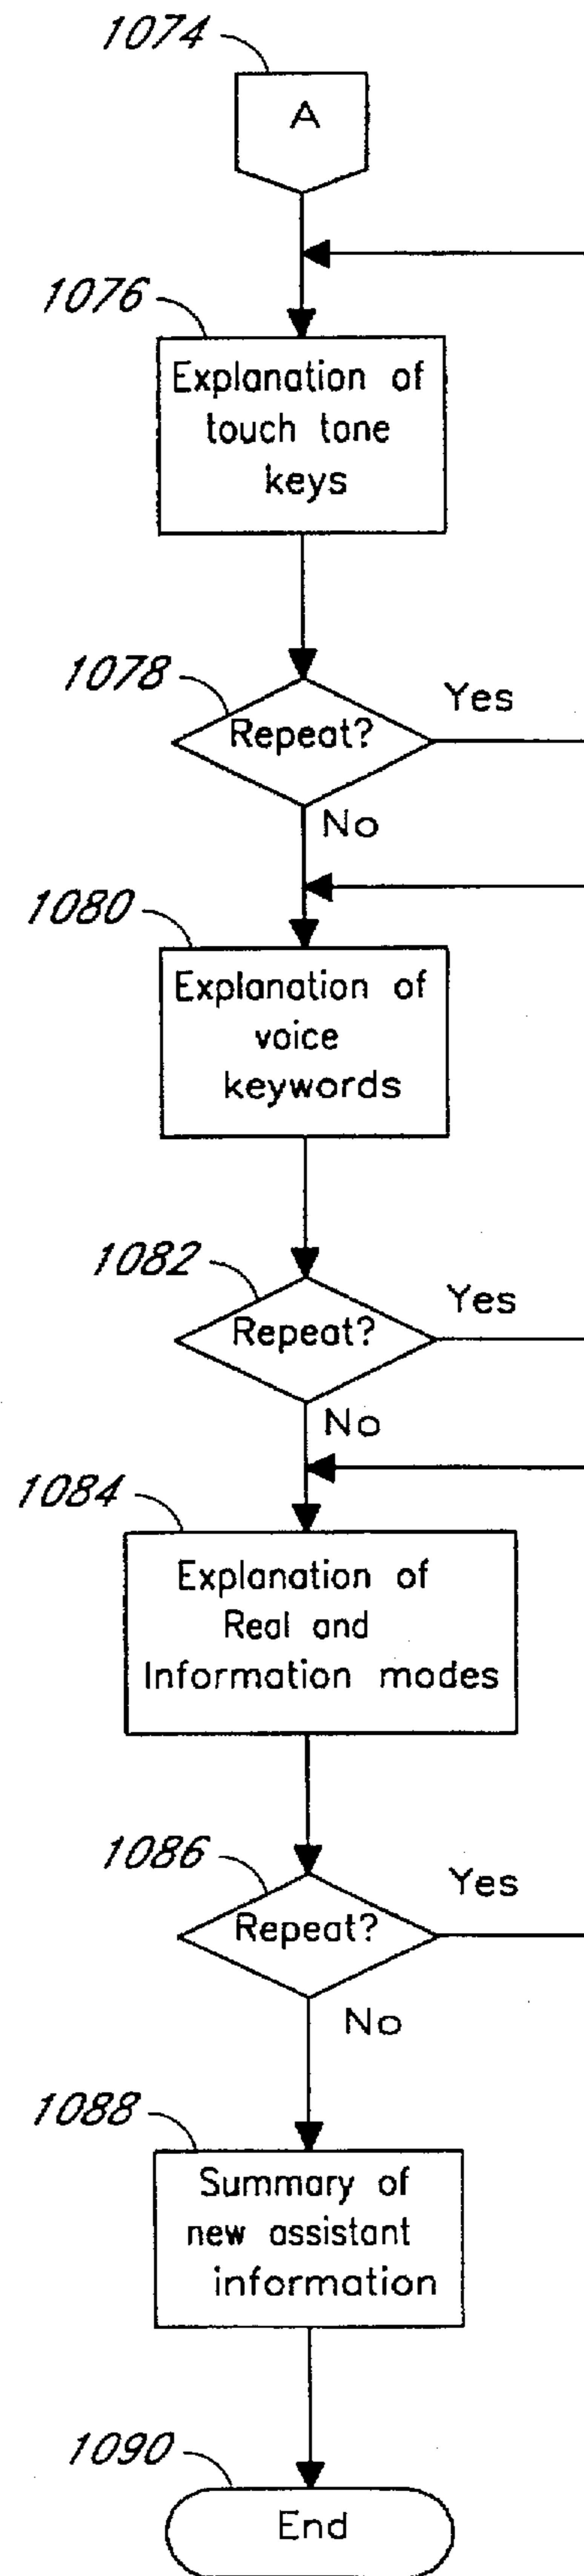 1074
A
1076
Explanation of
touch tone
keys
1078
Repeat?
Yes
No
1080
Explanation of
voice
keywords
1082
Repeat?
Yes
No
1084
Explanation of
Real and
Information modes
1086
Repeat?
Yes
No
1088
Summary of
new assistant
information
1090
End